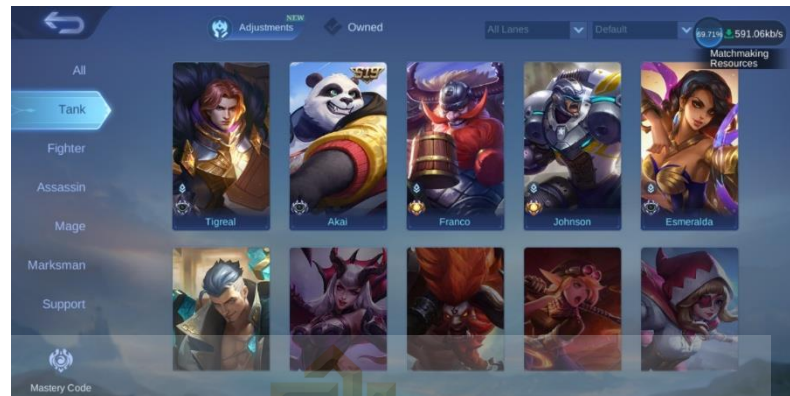 NEW
Adjustments
Owned
All Lanes
Default
69.71%
591.06kb/s
Matchmaking
Resources
All
Tank
Fighter
Assassin
Mage
Marksman
Support
Mastery Code
S19
Tigreal
Akai
Franco
Johnson
Esmeralda